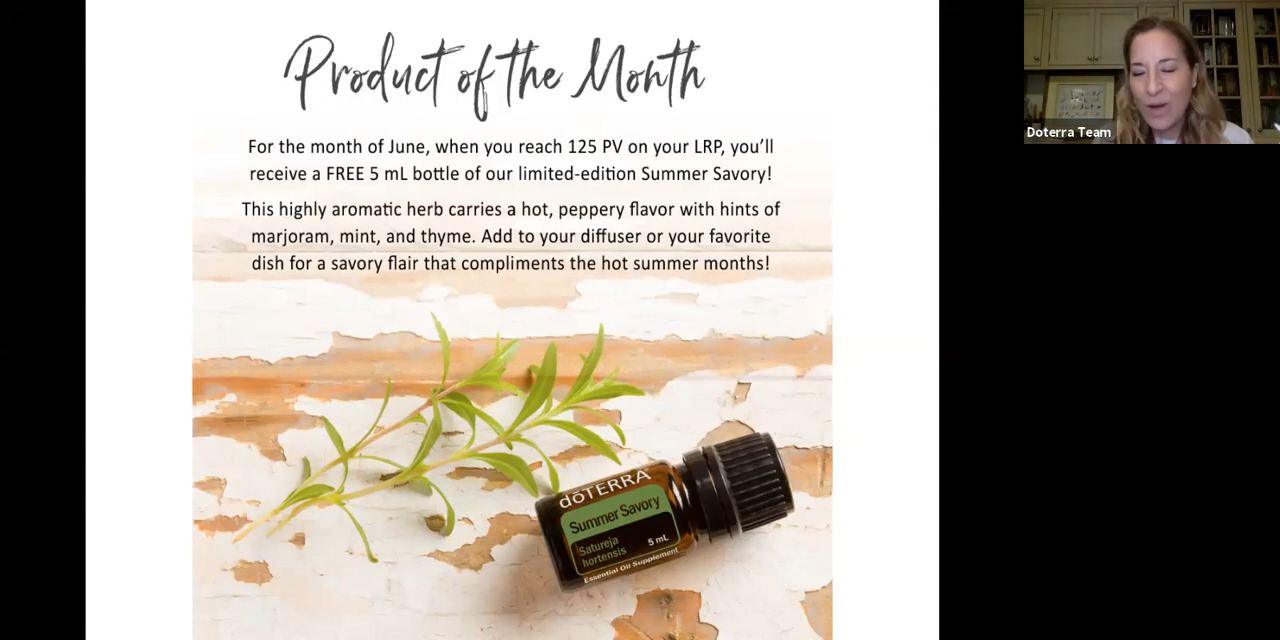 Product of the Month
For the month of June, when you reach 125 PV on your LRP, you'll
receive a FREE 5 mL bottle of our limited-edition Summer Savory!
This highly aromatic herb carries a hot, peppery flavor with hints of
marjoram, mint, and thyme. Add to your diffuser or your favorite
dish for a savory flair that compliments the hot summer months!
Doterra Team
dōTERRA
Summer Savory
Satureja
hortensis
5 mL
Essential Oil Supplement